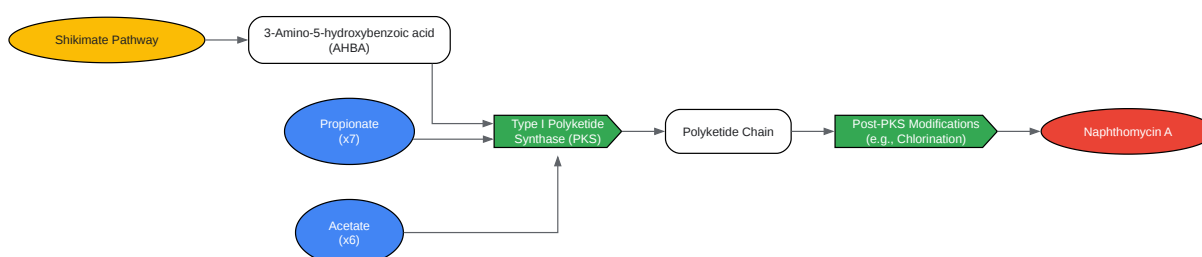 Shikimate Pathway
3-Amino-5-hydroxybenzoic acid
(AHBA)
Propionate
(x7)
Acetate
(x6)
Type I Polyketide
Synthase (PKS)
Polyketide Chain
Post-PKS Modifications
(e.g., Chlorination)
Naphthomycin A